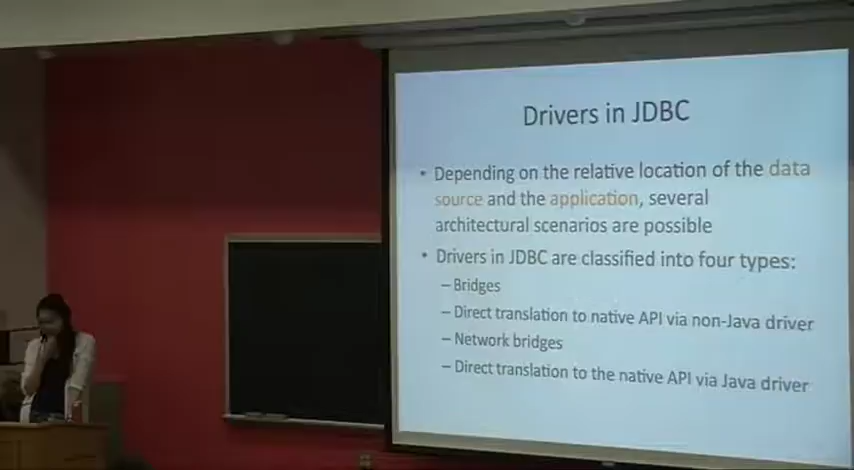 Drivers in JDBC
• Depending on the relative location of the data
source and the application, several
architectural scenarios are possible
• Drivers in JDBC are classified into four types:
– Bridges
– Direct translation to native API via non-Java driver
– Network bridges
– Direct translation to the native API via Java driver